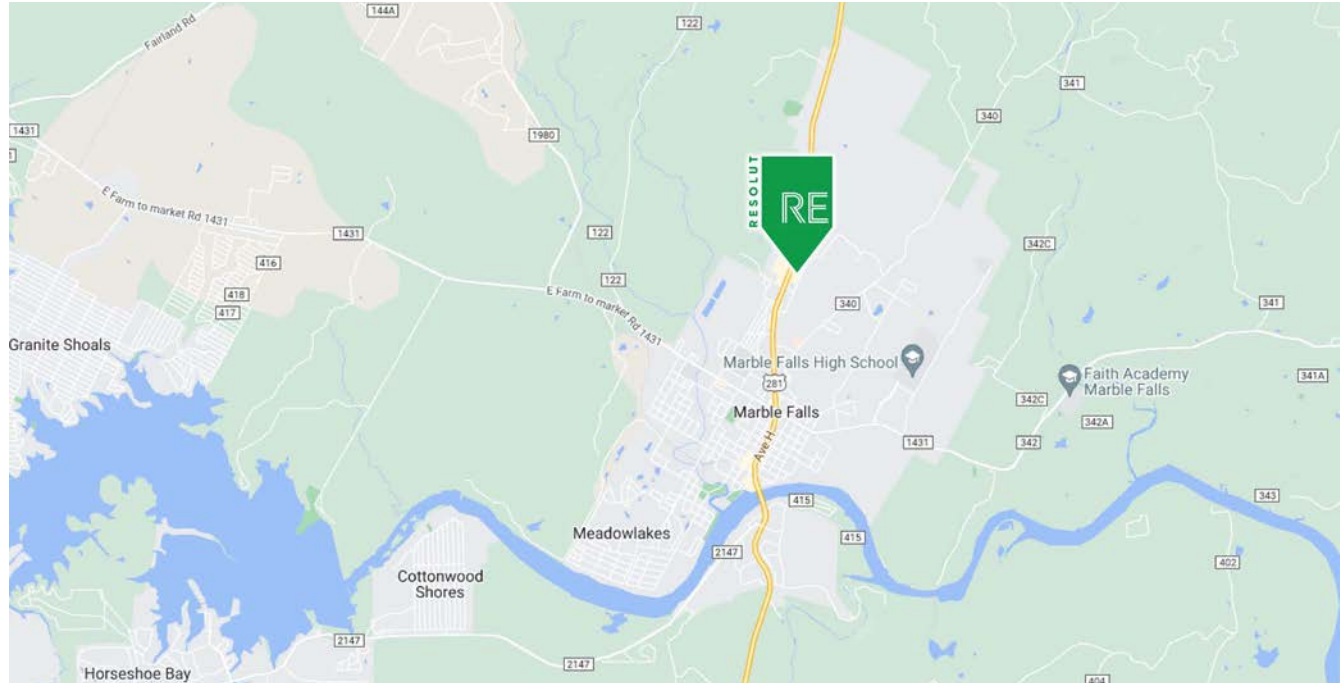 144A
122
Fairland Rd
341
340
1431
1980
RESOLUT
RE
E Farm to market Rd 1431
1431
122
342C
416
122
418
E Farm to market Rd 1431
340
341
417
Granite Shoals
Marble Falls High School
Faith Academy
Marble Falls
341A
281
342C
Marble Falls
342A
Ave H
1431
342
343
415
Meadowlakes
415
2147
402
Cottonwood
Shores
2147
2147
Horseshoe Bay
404